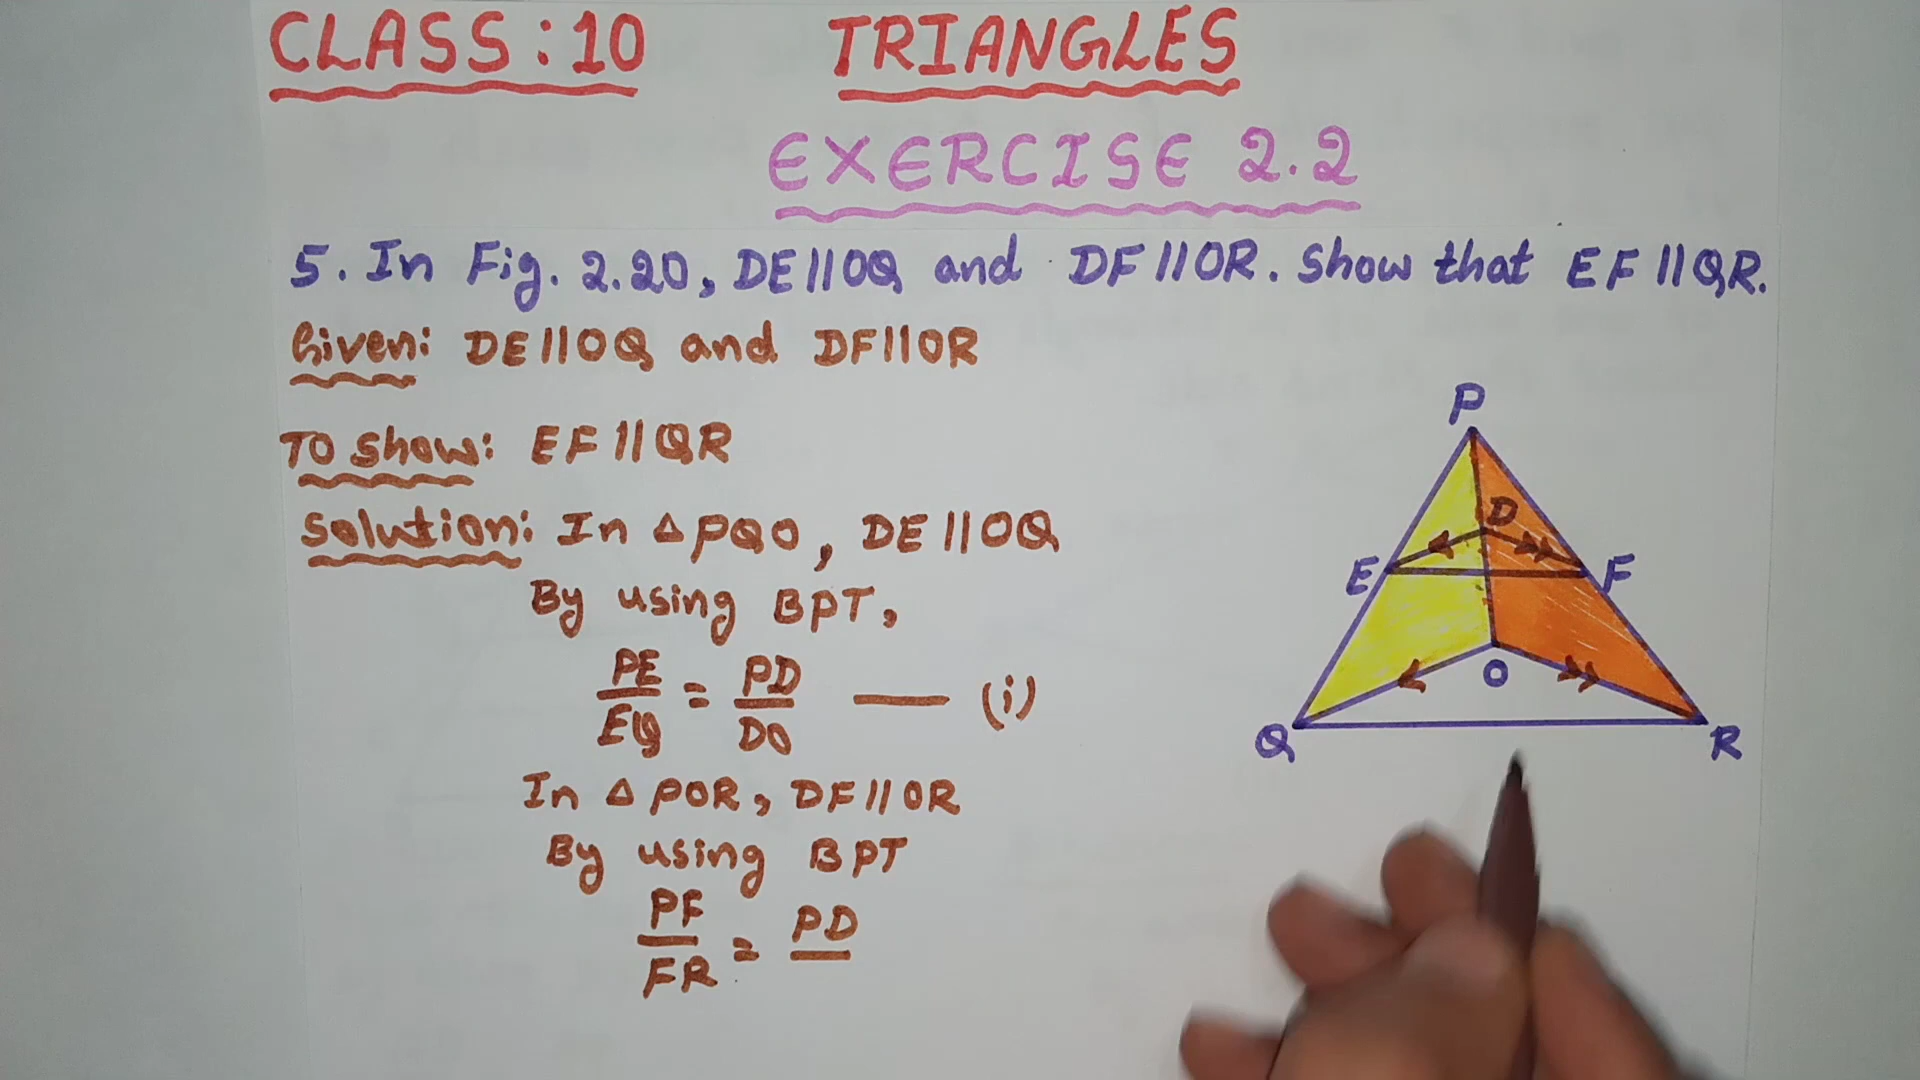 CLASS: 10 TRIANGLES
EXERCISE 2.2
5. In Fig. 2.20, DE||OQ and DF||OR. Show that EF||QR.
Given: DE||OQ and DF||OR
To show: EF||QR
Solution: In △PQO, DE||OQ
By using BPT,
PE/EQ = PD/DO — (i)
In △POR, DF||OR
By using BPT
PF/FR = PD
P
D
E
F
O
Q
R